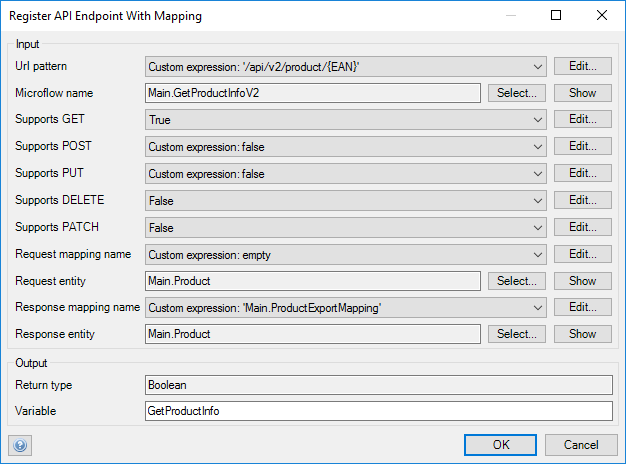 Register API Endpoint With Mapping
Input
Url pattern Custom expression: '/api/v2/product/{EAN}' Edit...
Microflow name Main.GetProductInfoV2 Select... Show
Supports GET True Edit...
Supports POST Custom expression: false Edit...
Supports PUT Custom expression: false Edit...
Supports DELETE False Edit...
Supports PATCH False Edit...
Request mapping name Custom expression: empty Edit...
Request entity Main.Product Select... Show
Response mapping name Custom expression: 'Main.ProductExportMapping' Edit...
Response entity Main.Product Select... Show
Output
Return type Boolean
Variable GetProductInfo
? OK Cancel